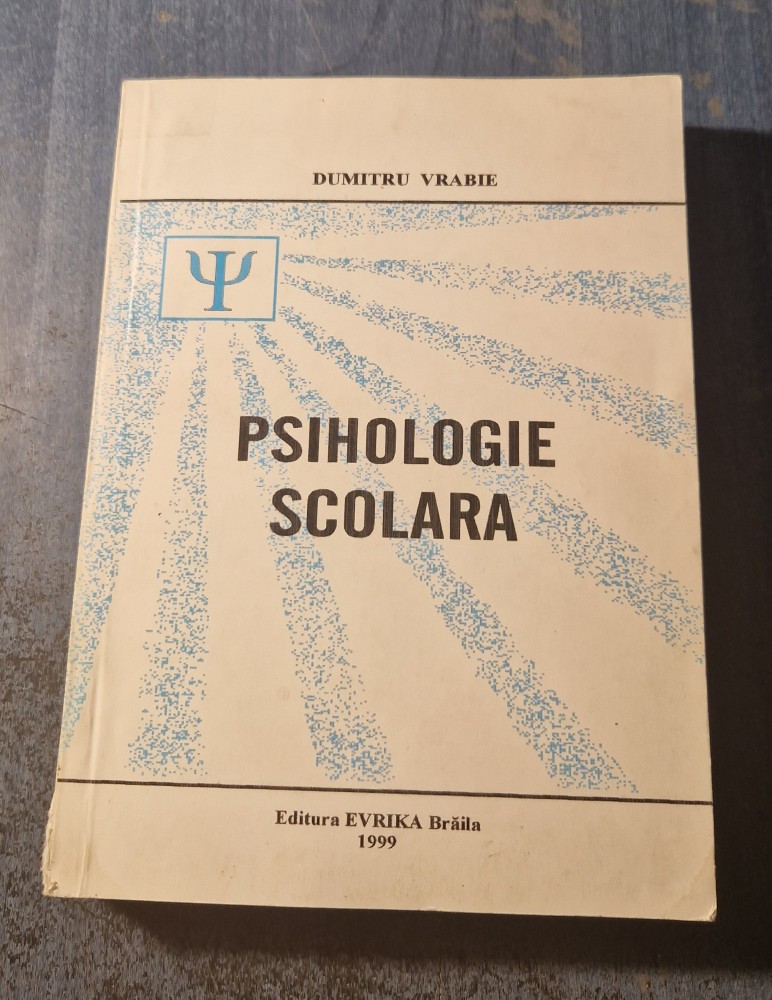 DUMITRU VRABIE
Ψ
PSIHOLOGIE
SCOLARA
Editura EVRIKA Brăila
1999